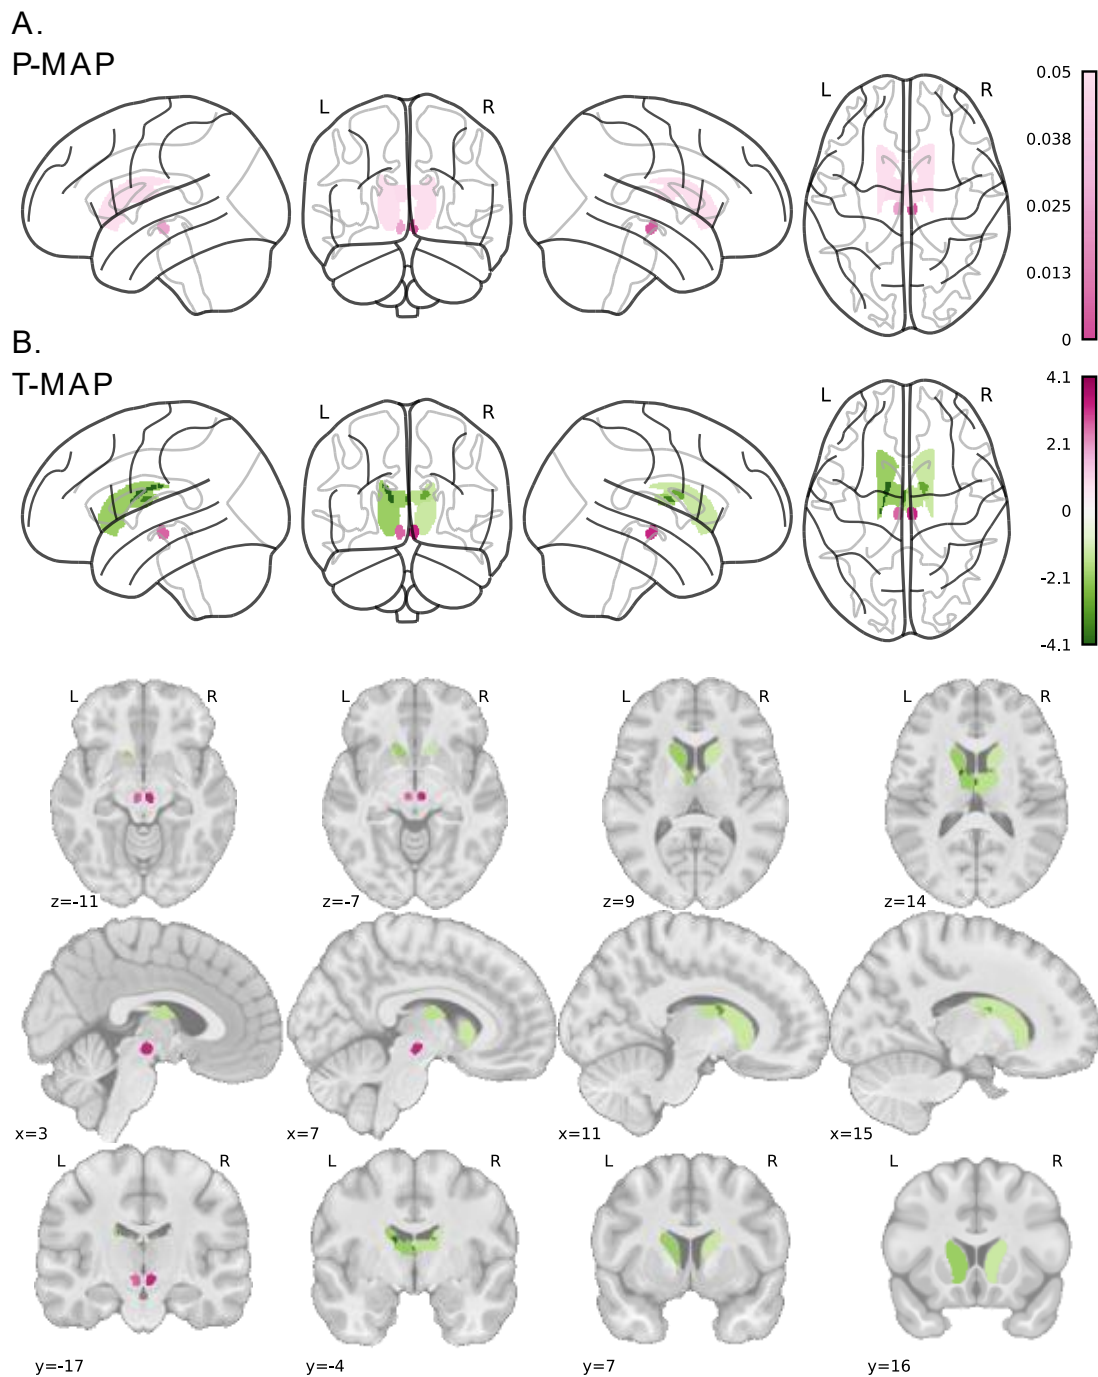 A.
P-MAP
L R L R
0.05
0.038
0.025
0.013
0
B.
T-MAP
L R L R
4.1
2.1
0
-2.1
-4.1
L R L R L R L R
z=-11 z=-7 z=9 z=14
x=3 x=7 x=11 x=15
L R L R L R L R
y=-17 y=-4 y=7 y=16